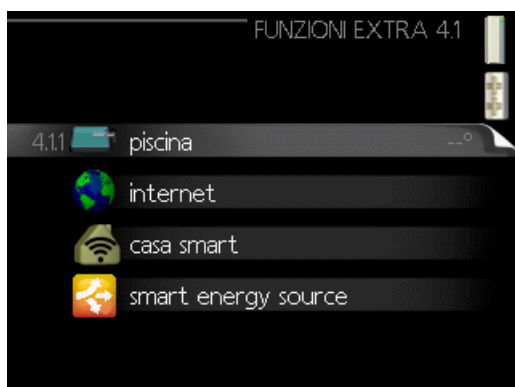 FUNZIONI EXTRA 4.1
4.1.1 piscina --°
internet
casa smart
smart energy source